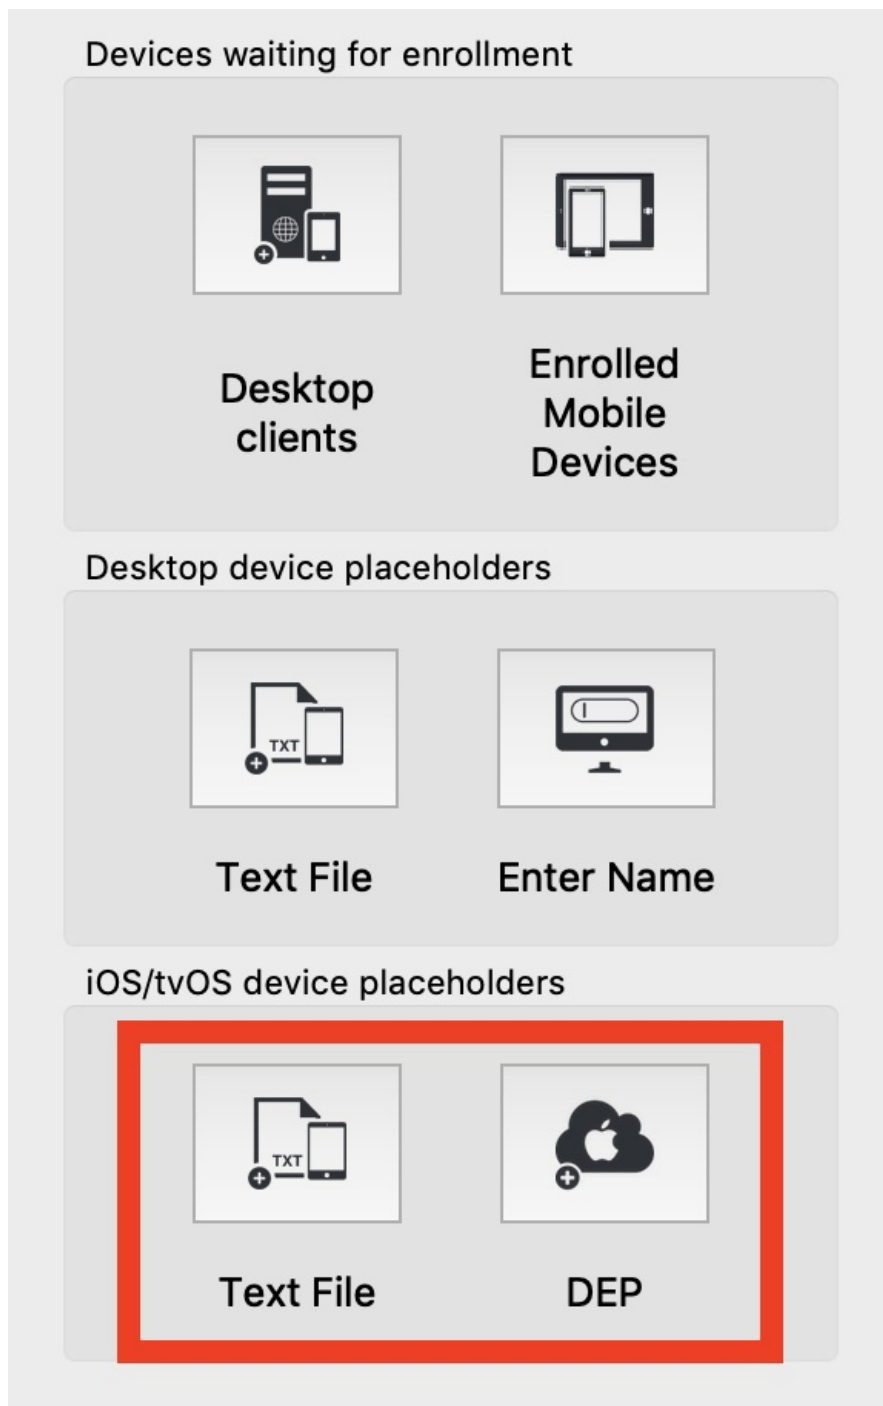 Devices waiting for enrollment
Desktop
clients
Enrolled
Mobile
Devices
Desktop device placeholders
TXT
Text File
Enter Name
iOS/tvOS device placeholders
TXT
Text File
DEP